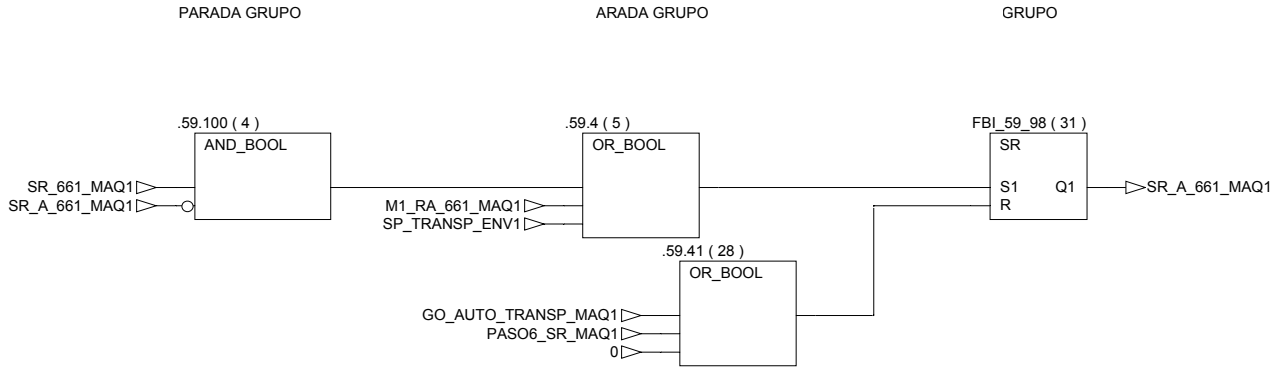 PARADA GRUPO ARADA GRUPO GRUPO
.59.100 ( 4 ) .59.4 ( 5 ) FBI_59_98 ( 31 )
AND_BOOL OR_BOOL SR
SR_661_MAQ1 S1 Q1 SR_A_661_MAQ1
SR_A_661_MAQ1 M1_RA_661_MAQ1 R
SP_TRANSP_ENV1
.59.41 ( 28 )
OR_BOOL
GO_AUTO_TRANSP_MAQ1
PASO6_SR_MAQ1
0